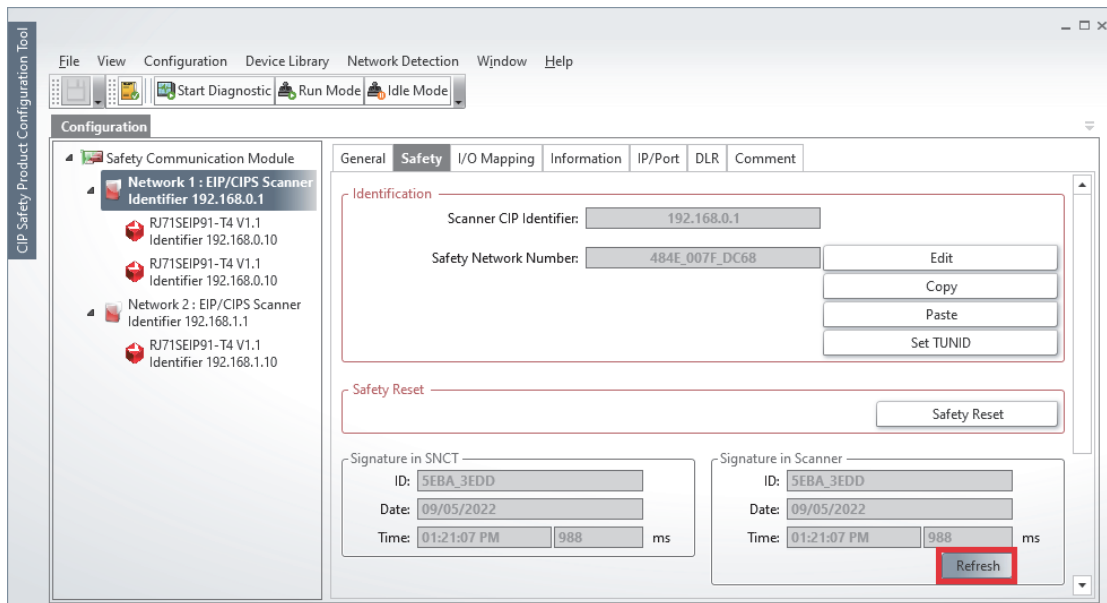 CIP Safety Product Configuration Tool
File View Configuration Device Library Network Detection Window Help
Start Diagnostic Run Mode Idle Mode
Configuration
Safety Communication Module
Network 1 : EIP/CIPS Scanner
Identifier 192.168.0.1
RJ71SEIP91-T4 V1.1
Identifier 192.168.0.10
RJ71SEIP91-T4 V1.1
Identifier 192.168.0.10
Network 2 : EIP/CIPS Scanner
Identifier 192.168.1.1
RJ71SEIP91-T4 V1.1
Identifier 192.168.1.10
General Safety I/O Mapping Information IP/Port DLR Comment
Identification
Scanner CIP Identifier: 192.168.0.1
Safety Network Number: 484E_007F_DC68 Edit
Copy
Paste
Set TUNID
Safety Reset
Safety Reset
Signature in SNCT
ID: 5EBA_3EDD
Date: 09/05/2022
Time: 01:21:07 PM 988 ms
Signature in Scanner
ID: 5EBA_3EDD
Date: 09/05/2022
Time: 01:21:07 PM 988 ms
Refresh